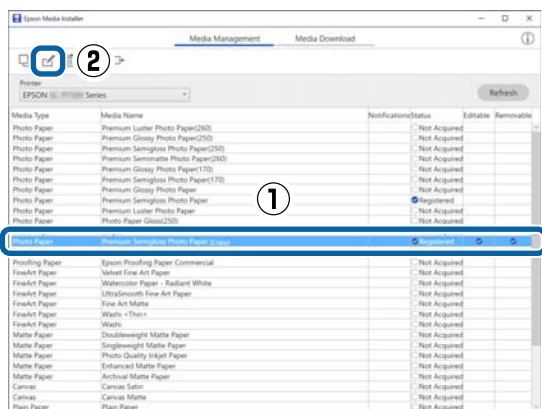 Epson Media Installer
Media Management Media Download
②
Printer
EPSON Series
Refresh
Media Type Media Name Notifications Status Editable Removable
Photo Paper Premium Luster Photo Paper(260) Not Acquired
Photo Paper Premium Glossy Photo Paper(250) Not Acquired
Photo Paper Premium Semigloss Photo Paper(250) Not Acquired
Photo Paper Premium Semimatte Photo Paper(260) Not Acquired
Photo Paper Premium Glossy Photo Paper(170) Not Acquired
Photo Paper Premium Semigloss Photo Paper(170) Not Acquired
Photo Paper Premium Glossy Photo Paper Not Acquired
Photo Paper Premium Semigloss Photo Paper Registered
Photo Paper Premium Luster Photo Paper Not Acquired
Photo Paper Photo Paper Gloss(250) Not Acquired
①
Photo Paper Premium Semigloss Photo Paper (Copy) Registered
Proofing Paper Epson Proofing Paper Commercial Not Acquired
FineArt Paper Velvet Fine Art Paper Not Acquired
FineArt Paper Watercolor Paper - Radiant White Not Acquired
FineArt Paper UltraSmooth Fine Art Paper Not Acquired
FineArt Paper Fine Art Matte Not Acquired
FineArt Paper Washi <Thin> Not Acquired
FineArt Paper Washi Not Acquired
Matte Paper Doubleweight Matte Paper Not Acquired
Matte Paper Singleweight Matte Paper Not Acquired
Matte Paper Photo Quality Inkjet Paper Not Acquired
Matte Paper Enhanced Matte Paper Not Acquired
Matte Paper Archival Matte Paper Not Acquired
Canvas Canvas Satin Not Acquired
Canvas Canvas Matte Not Acquired
Plain Paper Plain Paper Not Acquired